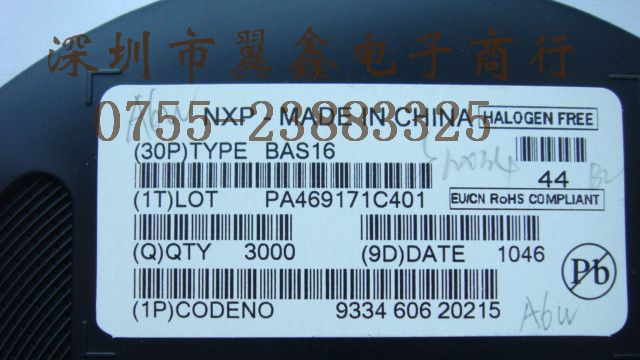 深圳市翼鑫电子商行
0755-23883325
NXP - MADE IN CHINA HALOGEN FREE
A6W
(30P)TYPE BAS16
44
(1T)LOT PA469171C401 EU/CN RoHS COMPLIANT
(Q)QTY 3000 (9D)DATE 1046
Pb
(1P)CODENO 9334 606 20215
A6W